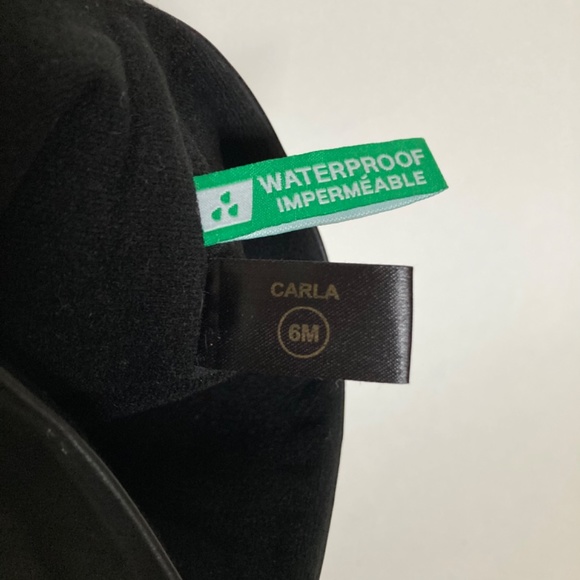 WATERPROOF
IMPERMÉABLE
CARLA
6M